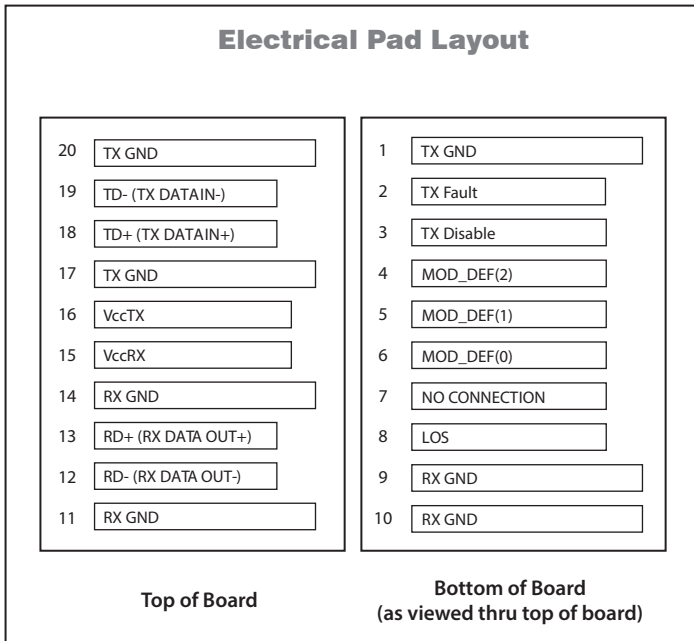 Electrical Pad Layout
20 TX GND
19 TD- (TX DATAIN-)
18 TD+ (TX DATAIN+)
17 TX GND
16 VccTX
15 VccRX
14 RX GND
13 RD+ (RX DATA OUT+)
12 RD- (RX DATA OUT-)
11 RX GND
Top of Board
1 TX GND
2 TX Fault
3 TX Disable
4 MOD_DEF(2)
5 MOD_DEF(1)
6 MOD_DEF(0)
7 NO CONNECTION
8 LOS
9 RX GND
10 RX GND
Bottom of Board
(as viewed thru top of board)